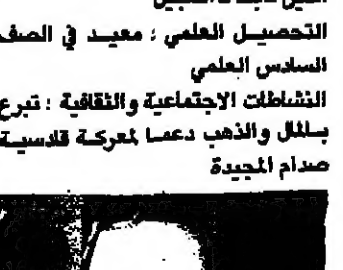 التحصيل العلمي : معيد في الصف
السادس العلمي
النشاطات الاجتماعية والثقافية : تبرع
بالمال والذهب دعما لمعركة قادسية
صدام المجيدة